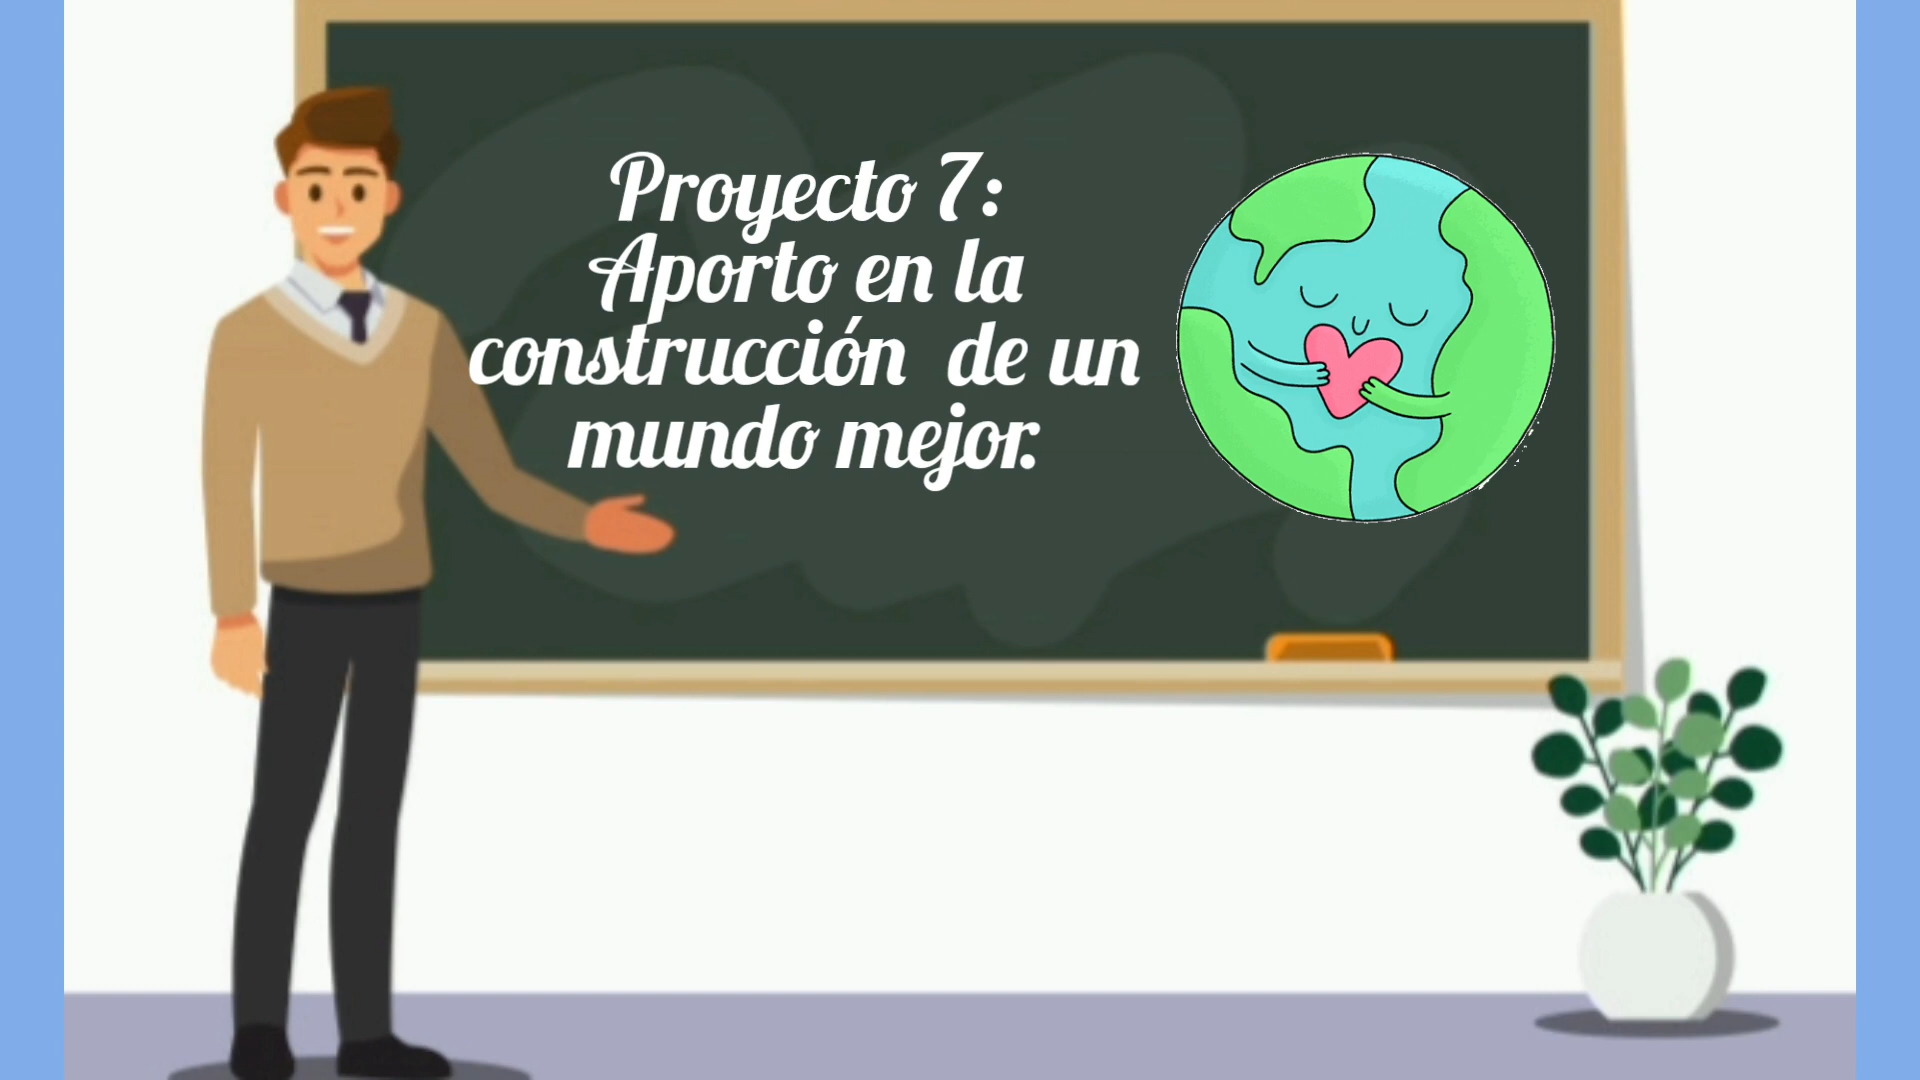 Proyecto 7:
Aporto en la
construcción de un
mundo mejor.